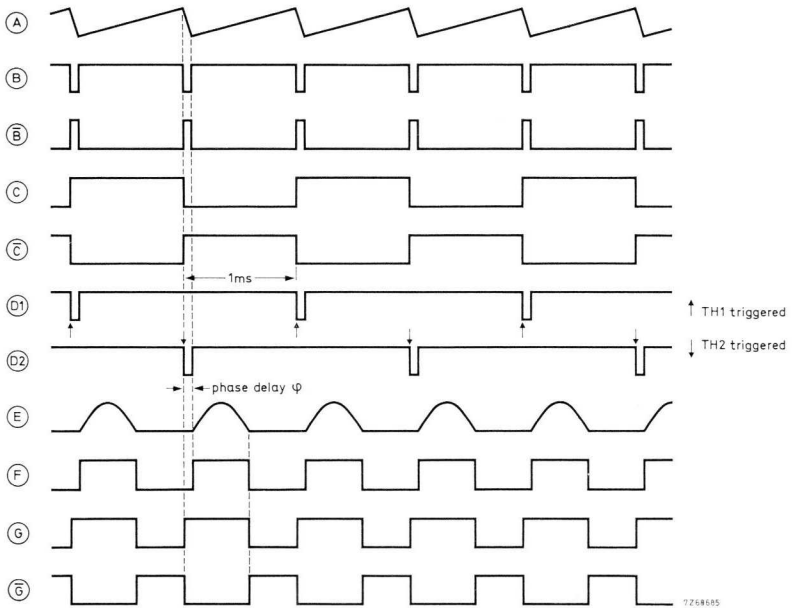 A
B
B̅
C
C̅
1ms
D1
TH1 triggered
D2
TH2 triggered
phase delay φ
E
F
G
G̅
7Z68685